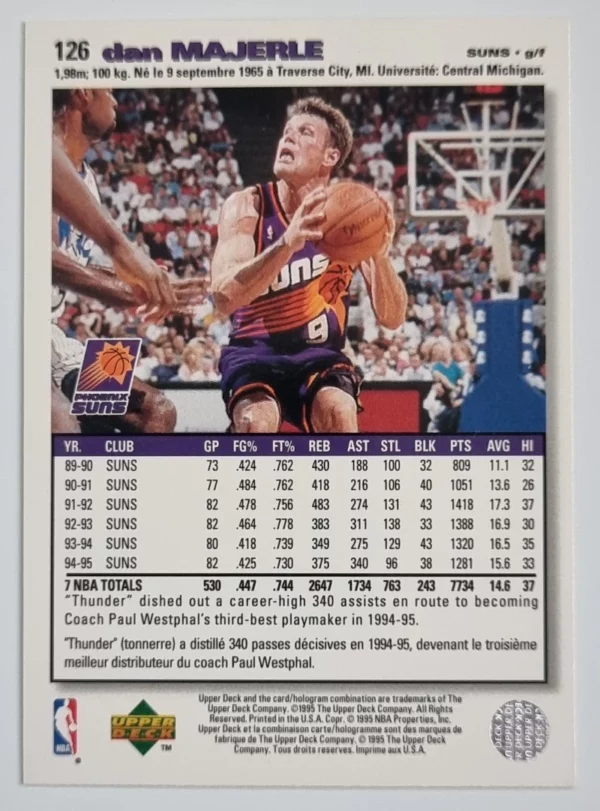 126 dan MAJERLE SUNS • g/f
1,98m; 100 kg. Né le 9 septembre 1965 à Traverse City, MI. Université: Central Michigan.
SUNS
9
PHOENIX
SUNS
YR. CLUB GP FG% FT% REB AST STL BLK PTS AVG HI
89-90 SUNS 73 .424 .762 430 188 100 32 809 11.1 32
90-91 SUNS 77 .484 .762 418 216 106 40 1051 13.6 26
91-92 SUNS 82 .478 .756 483 274 131 43 1418 17.3 37
92-93 SUNS 82 .464 .778 383 311 138 33 1388 16.9 30
93-94 SUNS 80 .418 .739 349 275 129 43 1320 16.5 35
94-95 SUNS 82 .425 .730 375 340 96 38 1281 15.6 33
7 NBA TOTALS 530 .447 .744 2647 1734 763 243 7734 14.6 37
"Thunder" dished out a career-high 340 assists en route to becoming
Coach Paul Westphal's third-best playmaker in 1994-95.
"Thunder" (tonnerre) a distillé 340 passes décisives en 1994-95, devenant le troisième
meilleur distributeur du coach Paul Westphal.
Upper Deck and the card/hologram combination are trademarks of The
Upper Deck Company. ©1995 The Upper Deck Company. All Rights
Reserved. Printed in the U.S.A. Copr. © 1995 NBA Properties, Inc.
Upper Deck et la combinaison carte/hologramme sont des marques de
fabrique de The Upper Deck Company. © 1995 The Upper Deck
Company. Tous droits reserves. Imprime aux U.S.A.
NBA
®
UPPER
DECK
™